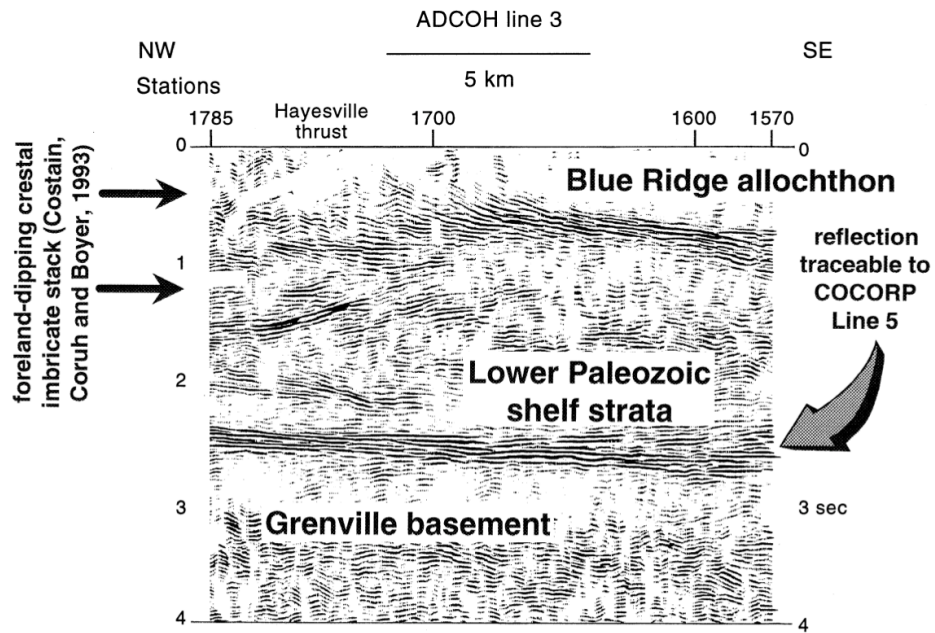 ADCOH line 3
NW
SE
5 km
Stations
1785
Hayesville
thrust
1700
1600
1570
0
0
foreland-dipping crestal
imbricate stack (Costain,
Coruh and Boyer, 1993)
Blue Ridge allochthon
1
reflection
traceable to
COCORP
Line 5
2
Lower Paleozoic
shelf strata
3
3 sec
Grenville basement
4
4